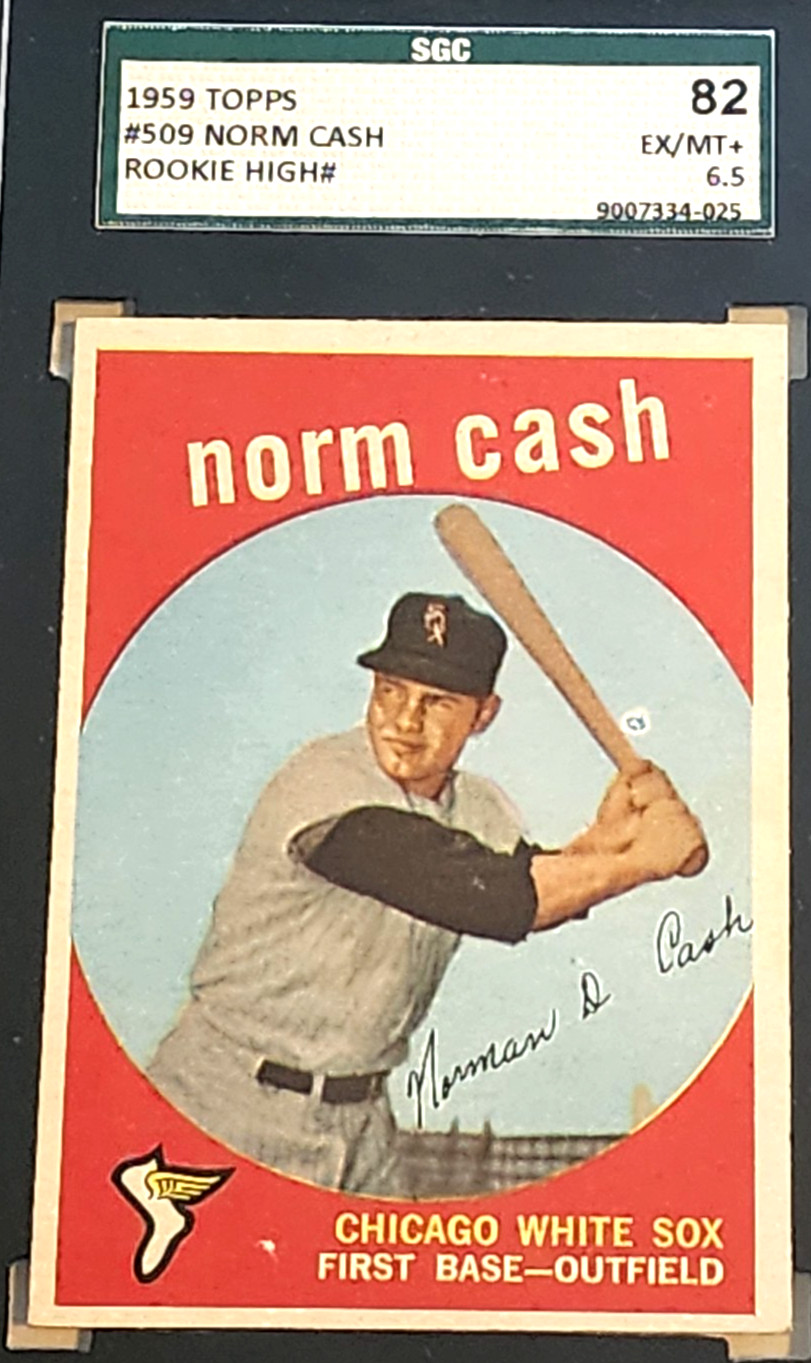 SGC
1959 TOPPS
#509 NORM CASH
ROOKIE HIGH#
82
EX/MT+
6.5
9007334-025
norm cash
Norman D Cash
CHICAGO WHITE SOX
FIRST BASE—OUTFIELD